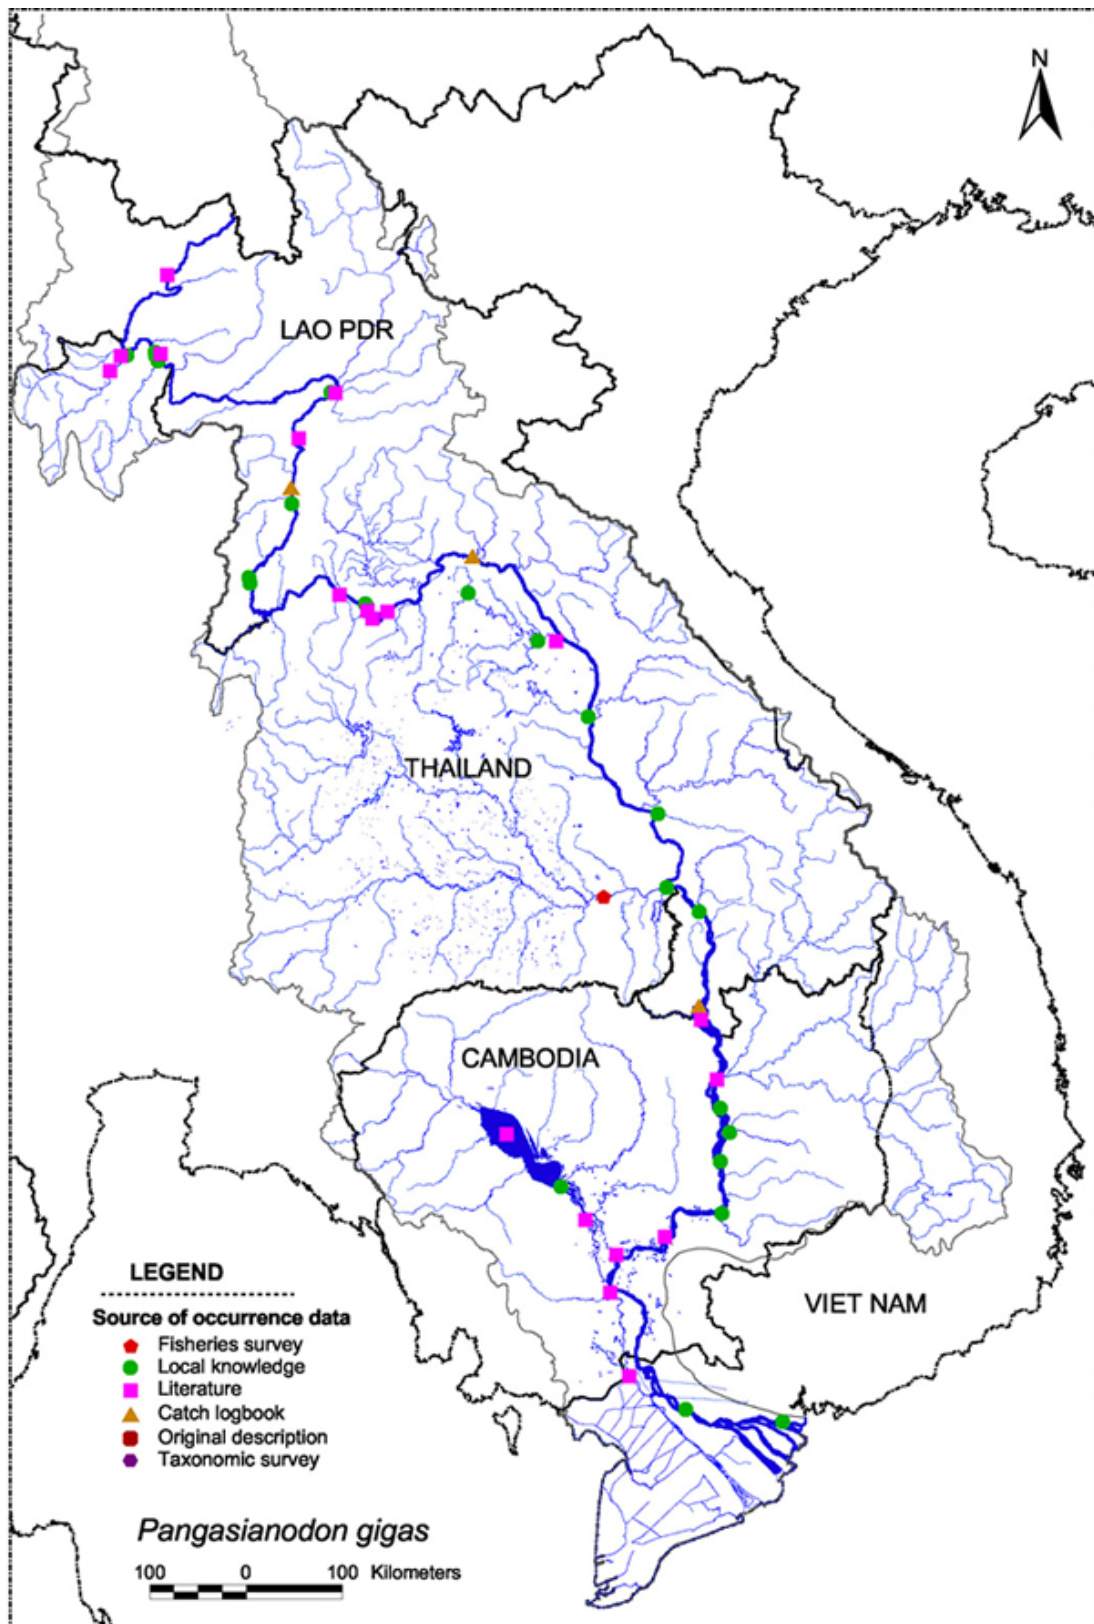 N
LAO PDR
THAILAND
CAMBODIA
VIET NAM
LEGEND
Source of occurrence data
Fisheries survey
Local knowledge
Literature
Catch logbook
Original description
Taxonomic survey
Pangasianodon gigas
100 0 100 Kilometers